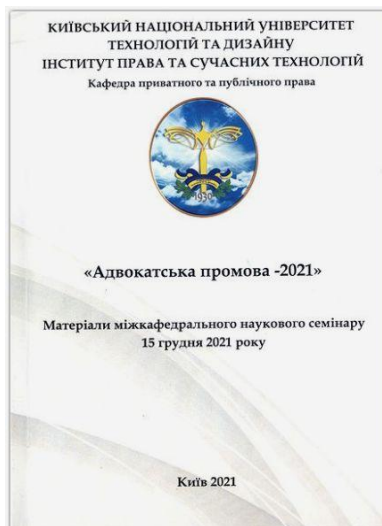 КИЇВСЬКИЙ НАЦІОНАЛЬНИЙ УНІВЕРСИТЕТ
ТЕХНОЛОГІЙ ТА ДИЗАЙНУ
ІНСТИТУТ ПРАВА ТА СУЧАСНИХ ТЕХНОЛОГІЙ
Кафедра приватного та публічного права
1930
«Адвокатська промова -2021»
Матеріали міжкафедрального наукового семінару
15 грудня 2021 року
Київ 2021